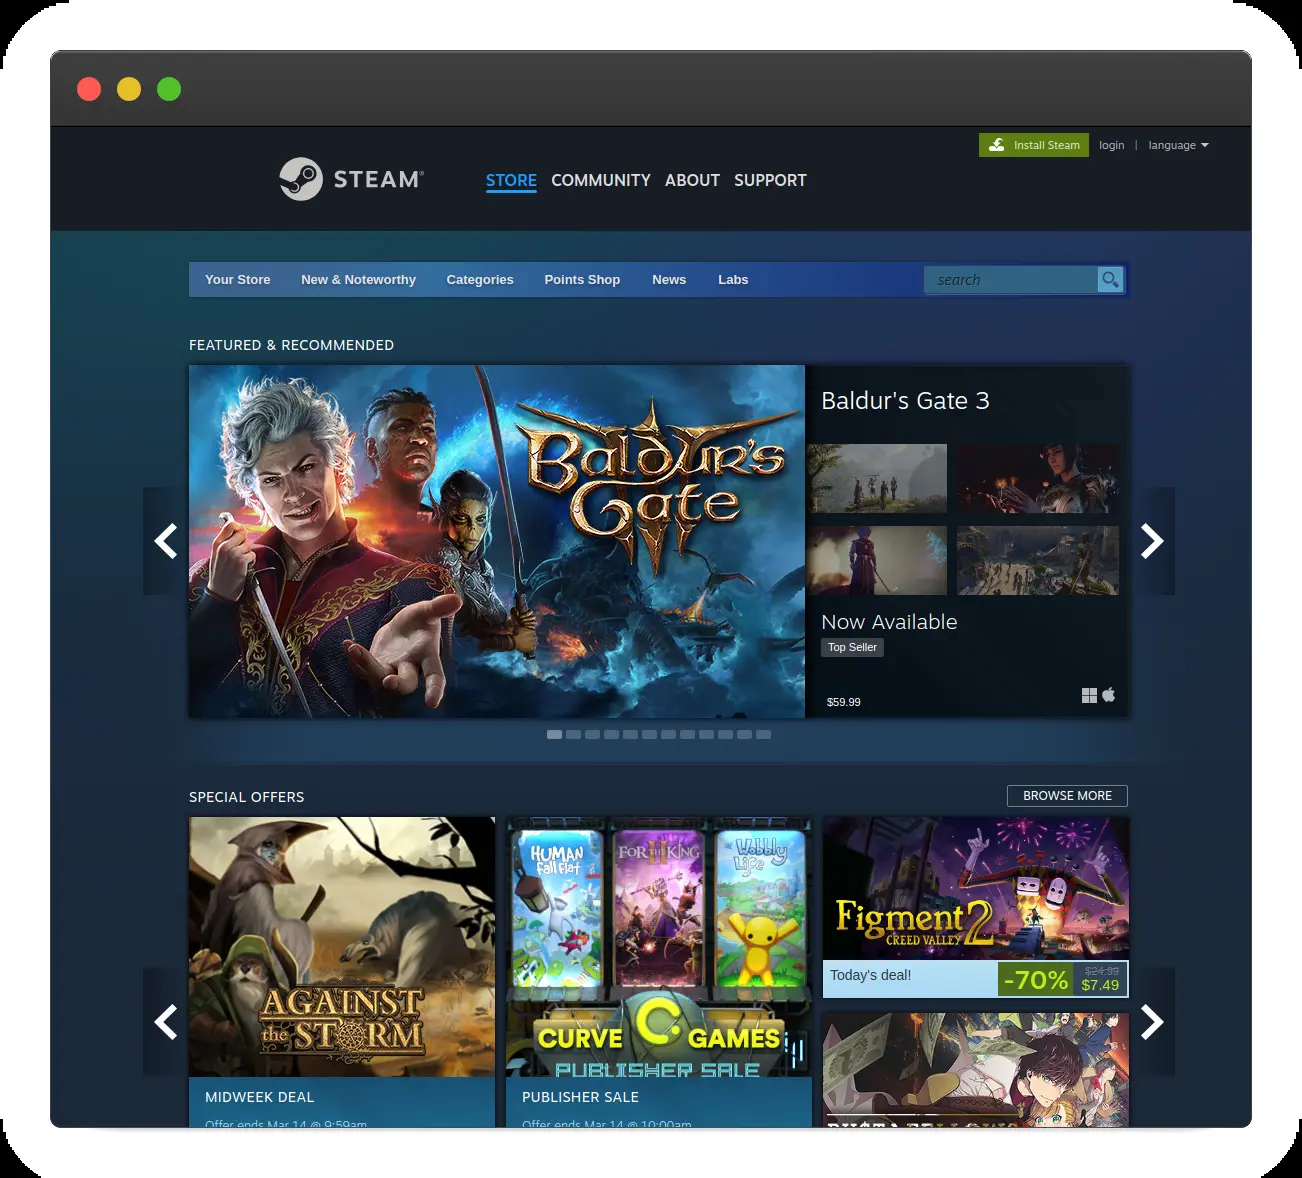 Install Steam login | language
STEAM®
STORE COMMUNITY ABOUT SUPPORT
Your Store New & Noteworthy Categories Points Shop News Labs search
FEATURED & RECOMMENDED
BALDUR'S
GATE
Baldur's Gate 3
Now Available
Top Seller
$59.99
SPECIAL OFFERS
BROWSE MORE
AGAINST
the STORM
MIDWEEK DEAL
Offer ends Mar 14 @ 9:59am
HUMAN
fall flat
FOR THE KING
II
Wobbly
Life
CURVE GAMES
PUBLISHER SALE
PUBLISHER SALE
Offer ends Mar 14 @ 10:00am
Figment 2
CREED VALLEY
Today's deal!
-70%
$24.99
$7.49